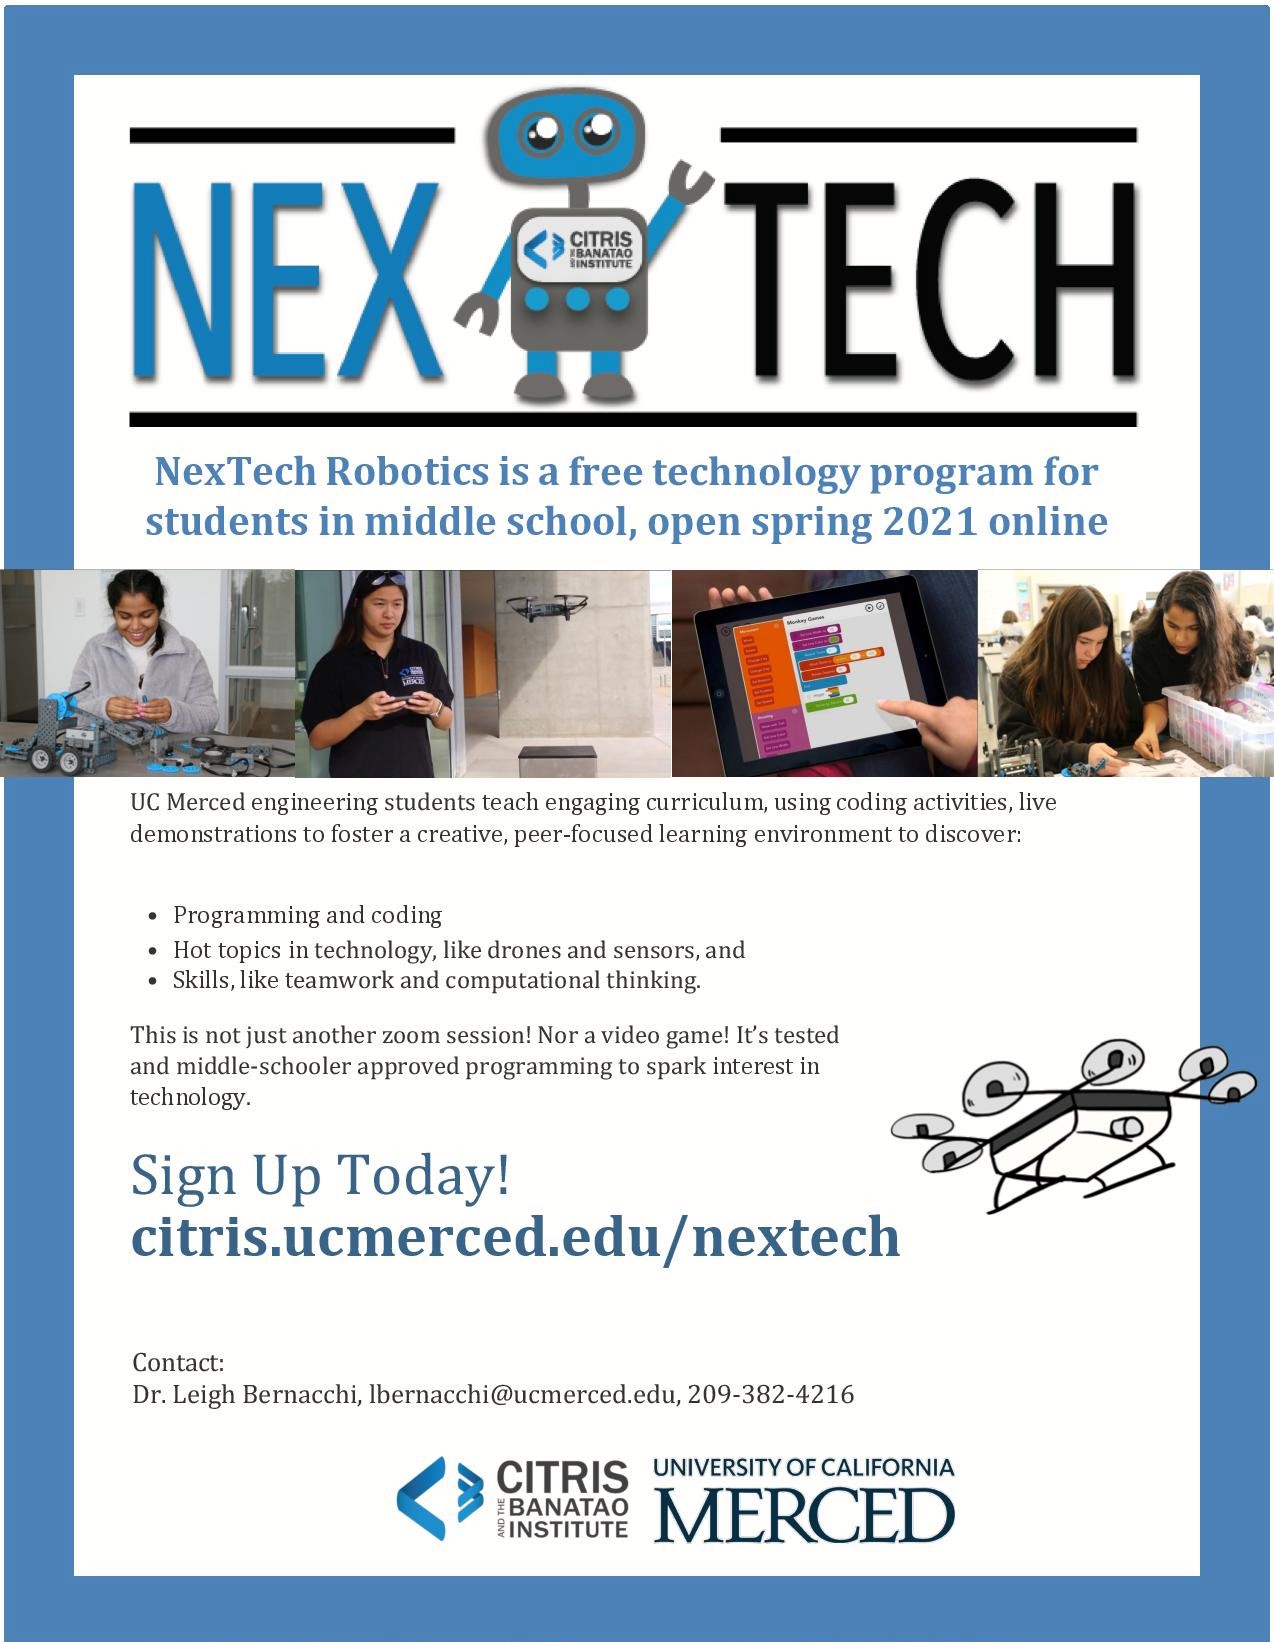 NEX TECH
CITRIS
AND THE
BANATAO
INSTITUTE
NexTech Robotics is a free technology program for
students in middle school, open spring 2021 online
CITRIS
MERCED
Monkey Games
UC Merced engineering students teach engaging curriculum, using coding activities, live
demonstrations to foster a creative, peer-focused learning environment to discover:
• Programming and coding
• Hot topics in technology, like drones and sensors, and
• Skills, like teamwork and computational thinking.
This is not just another zoom session! Nor a video game! It’s tested
and middle-schooler approved programming to spark interest in
technology.
Sign Up Today!
citris.ucmerced.edu/nextech
Contact:
Dr. Leigh Bernacchi, lbernacchi@ucmerced.edu, 209-382-4216
CITRIS
AND THE
BANATAO
INSTITUTE
UNIVERSITY OF CALIFORNIA
MERCED